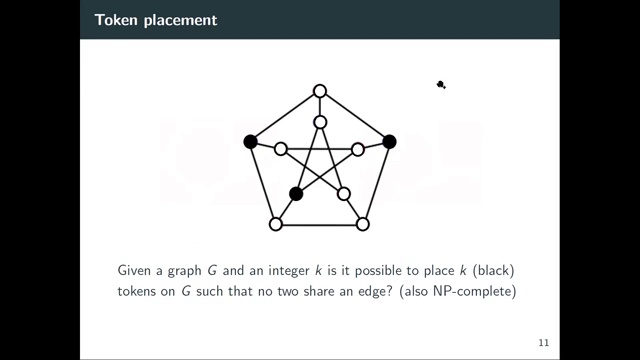 Token placement
Given a graph G and an integer k is it possible to place k (black)
tokens on G such that no two share an edge? (also NP-complete)
11